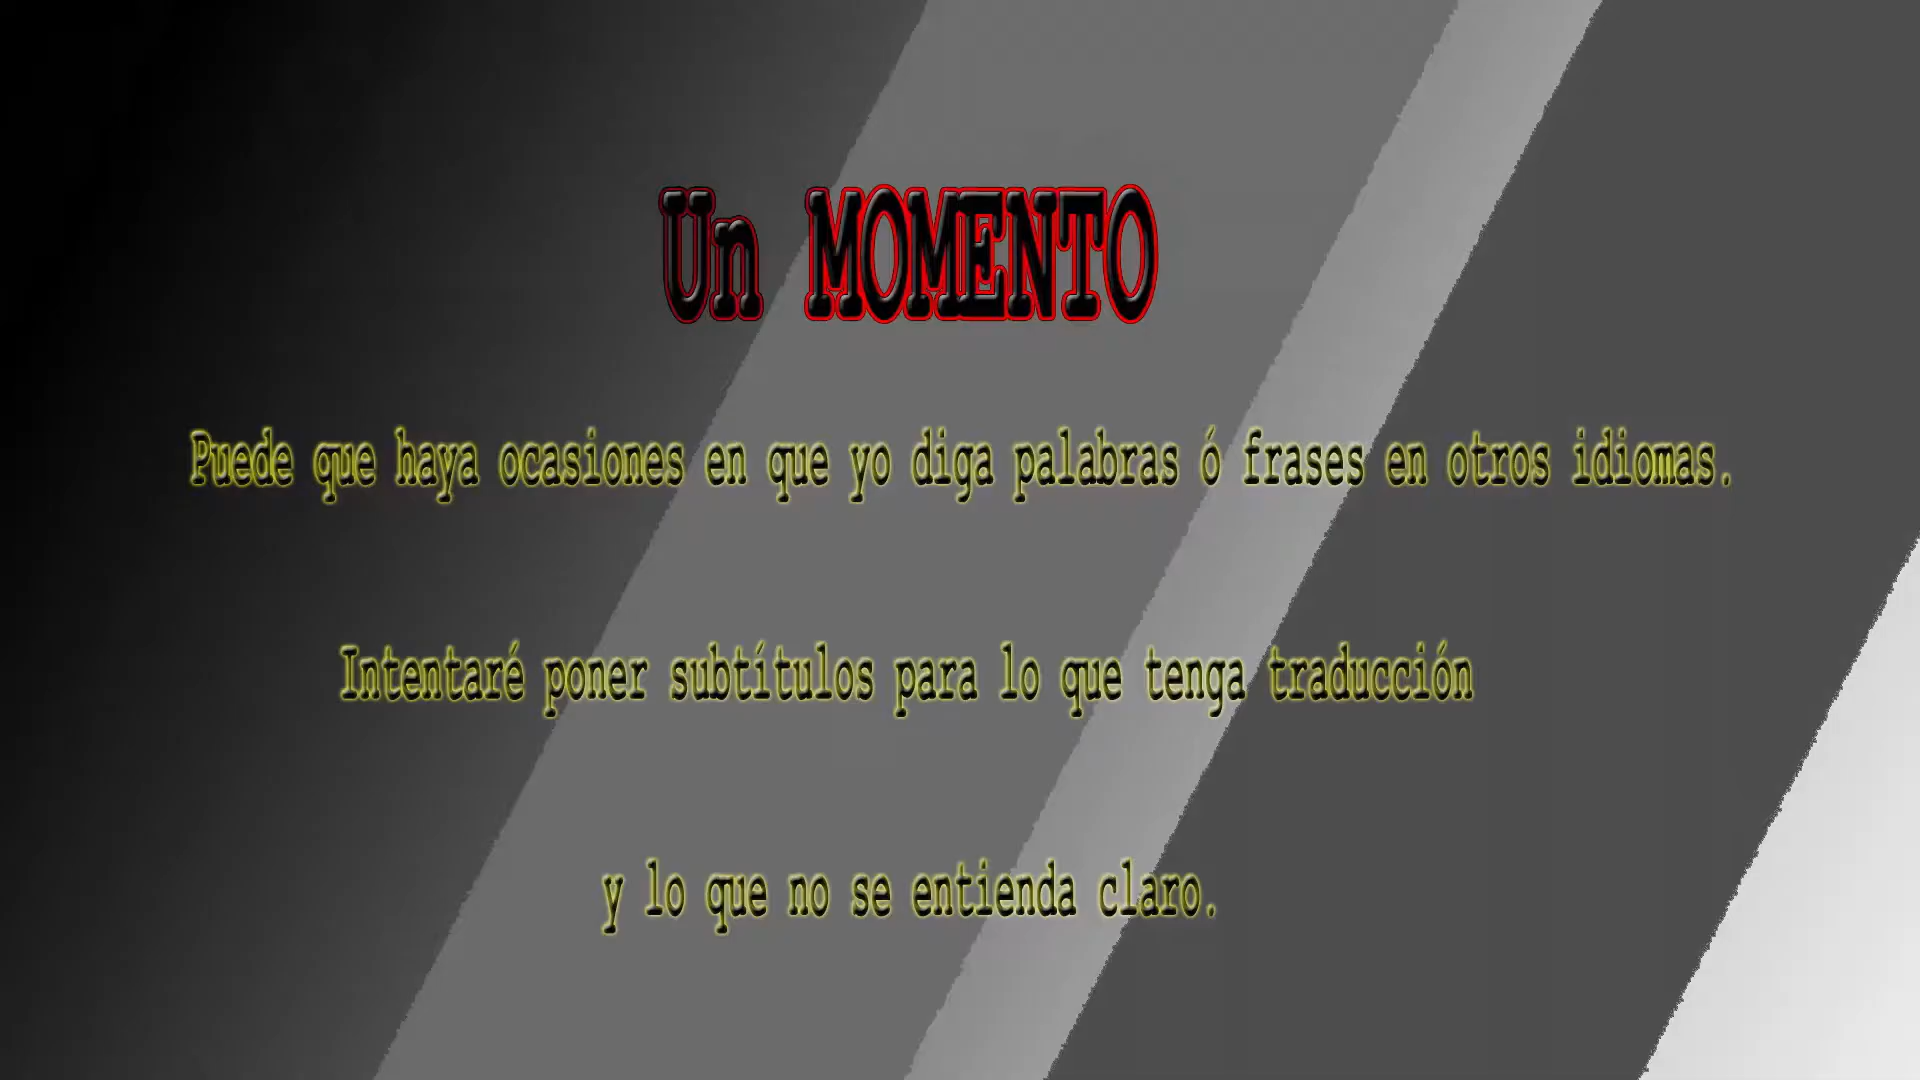 Un MOMENTO
Puede que haya ocasiones en que yo diga palabras ó frases en otros idiomas.
Intentaré poner subtítulos para lo que tenga traducción
y lo que no se entienda claro.